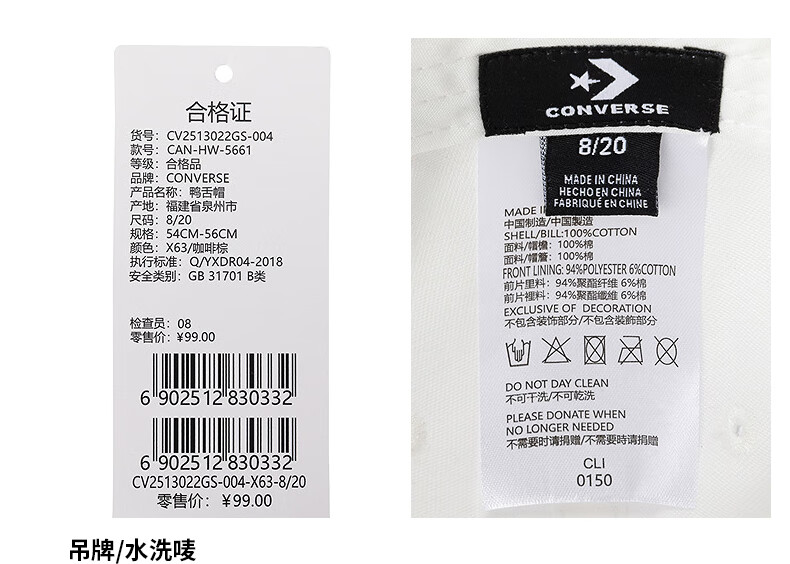 合格证
货号：CV2513022GS-004
款号：CAN-HW-5661
等级：合格品
品牌：CONVERSE
产品名称：鸭舌帽
产地：福建省泉州市
尺码：8/20
规格：54CM-56CM
颜色：X63/咖啡棕
执行标准：Q/YXDR04-2018
安全类别：GB 31701 B类
检查员：08
零售价：¥99.00
6 902512 830332
6 902512 830332
CV2513022GS-004-X63-8/20
零售价：¥99.00
CONVERSE
8/20
MADE IN CHINA
HECHO EN CHINA
FABRIQUÉ EN CHINE
MADE I
中国制造/中國製造
SHELL/BILL:100%COTTON
面料/帽檐：100%棉
面料/帽簷：100%棉
FRONT LINING: 94%POLYESTER 6%COTTON
前片里料：94%聚酯纤维 6%棉
前片裡料：94%聚酯纖維 6%棉
EXCLUSIVE OF DECORATION
不包含装饰部分/不包含裝飾部分
DO NOT DAY CLEAN
不可干洗/不可乾洗
PLEASE DONATE WHEN
NO LONGER NEEDED
不需要时请捐赠/不需要時請捐贈
CLI
0150
吊牌/水洗唛